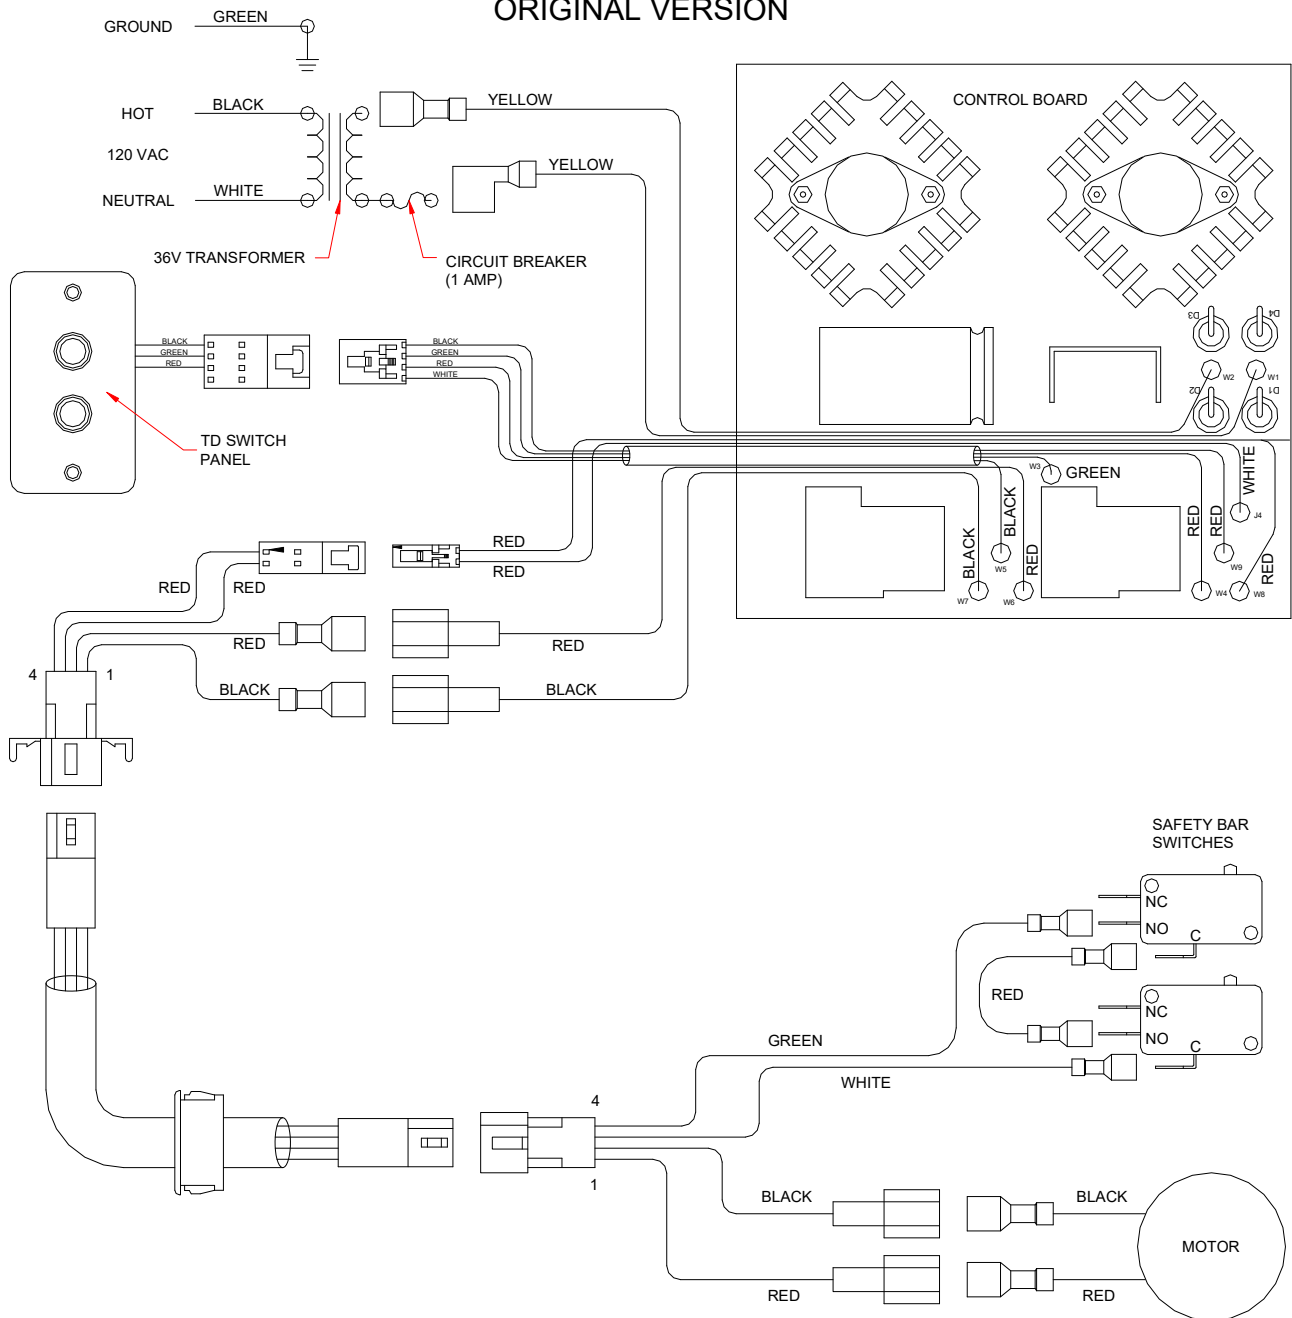 ORIGINAL VERSION
GROUND
GREEN
HOT
BLACK
YELLOW
CONTROL BOARD
120 VAC
YELLOW
NEUTRAL
WHITE
36V TRANSFORMER
CIRCUIT BREAKER
(1 AMP)
D3
D4
W2
W1
D2
D1
BLACK
GREEN
RED
BLACK
GREEN
RED
WHITE
TD SWITCH
PANEL
W3
GREEN
WHITE
J4
BLACK
BLACK
RED
RED
RED
RED
W5
W9
W7
W6
W4
W8
RED
RED
RED
RED
RED
RED
BLACK
BLACK
4
1
SAFETY BAR
SWITCHES
NC
NO
C
RED
NC
NO
C
GREEN
WHITE
4
1
BLACK
BLACK
MOTOR
RED
RED